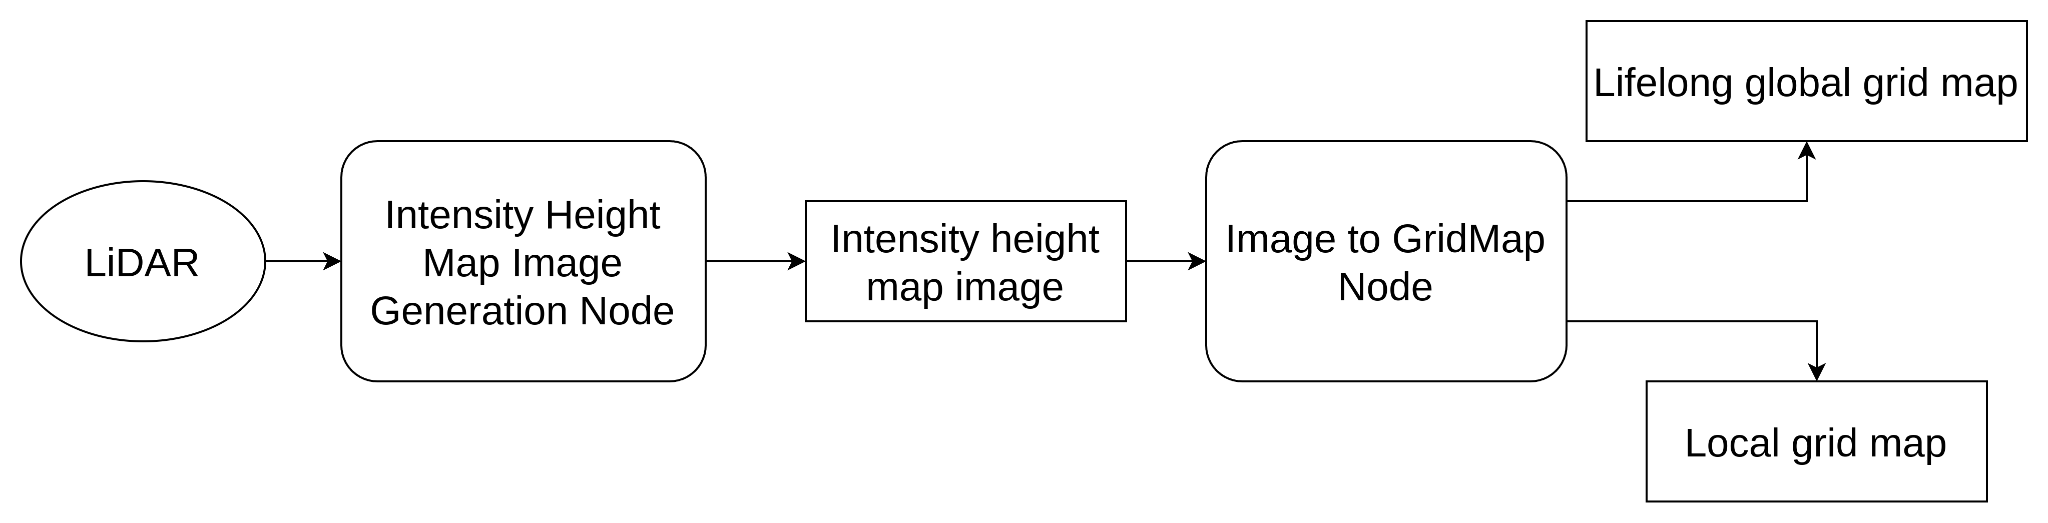 LiDAR
Intensity Height
Map Image
Generation Node
Intensity height
map image
Image to GridMap
Node
Lifelong global grid map
Local grid map